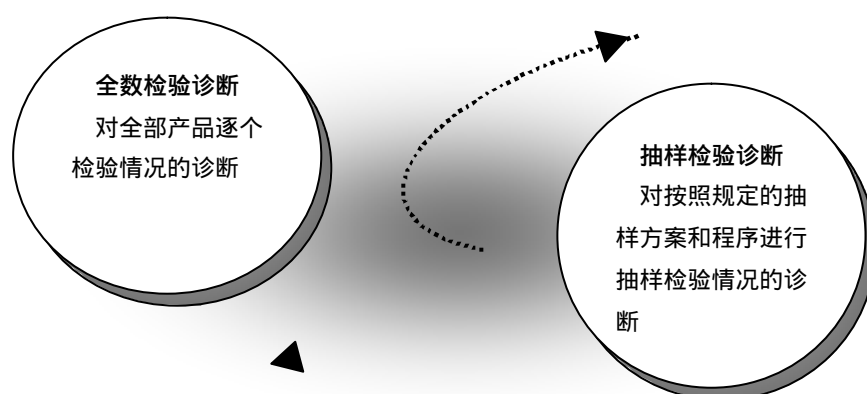 全数检验诊断
对全部产品逐个
检验情况的诊断
抽样检验诊断
对按照规定的抽
样方案和程序进行
抽样检验情况的诊
断